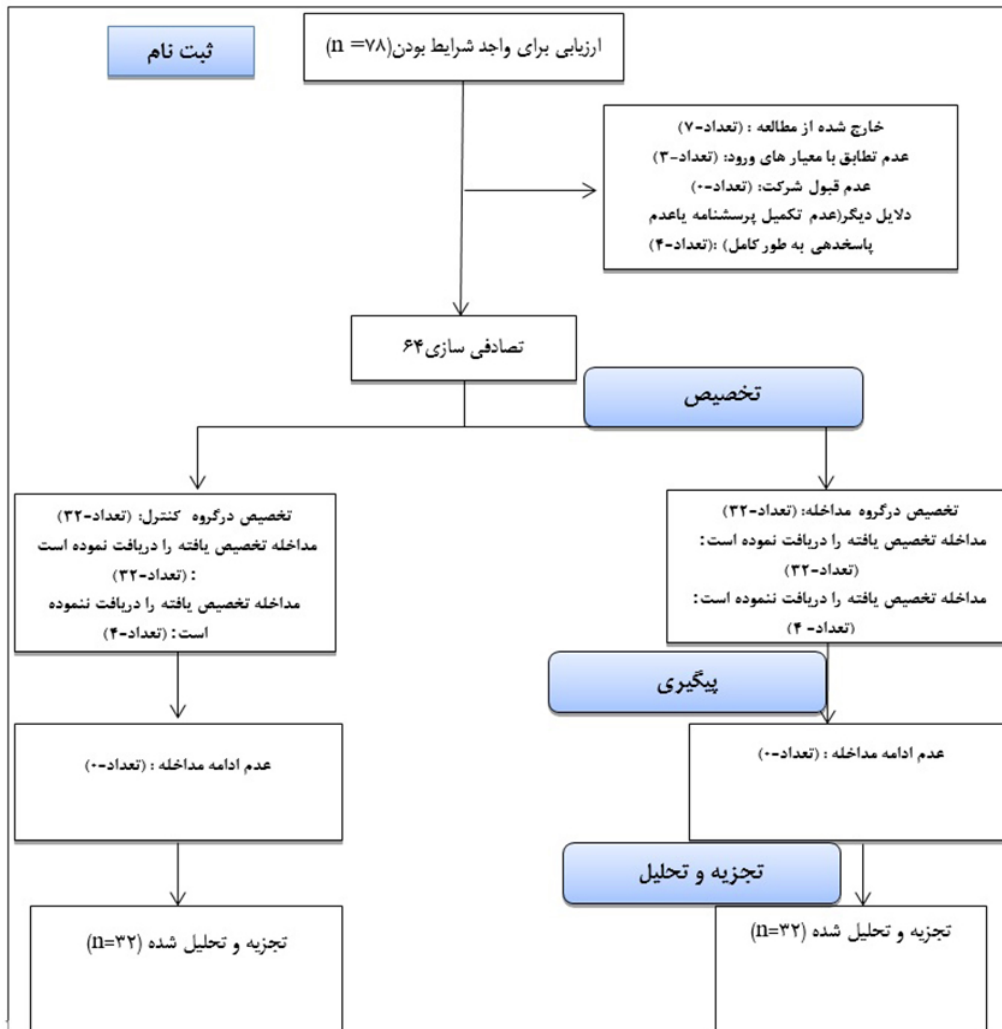 ثبت نام
ارزیابی برای واجد شرایط بودن(n =۷۸)
خارج شده از مطالعه : (تعداد-۷)
عدم تطابق با معیار های ورود: (تعداد-۳)
عدم قبول شرکت: (تعداد-۰)
دلایل دیگر(عدم تکمیل پرسشنامه یاعدم
پاسخدهی به طور کامل) :(تعداد-۴)
تصادفی سازی۶۴
تخصیص
تخصیص درگروه مداخله: (تعداد-۳۲)
مداخله تخصیص یافته را دریافت نموده است:
(تعداد-۳۲)
مداخله تخصیص یافته را دریافت ننموده است:
(تعداد- ۴)
تخصیص درگروه کنترل: (تعداد-۳۲)
مداخله تخصیص یافته را دریافت نموده است
: (تعداد-۳۲)
مداخله تخصیص یافته را دریافت ننموده
است: (تعداد-۴)
پیگیری
عدم ادامه مداخله : (تعداد-۰)
عدم ادامه مداخله : (تعداد-۰)
تجزیه و تحلیل
تجزیه و تحلیل شده (n=۳۲)
تجزیه و تحلیل شده (n=۳۲)